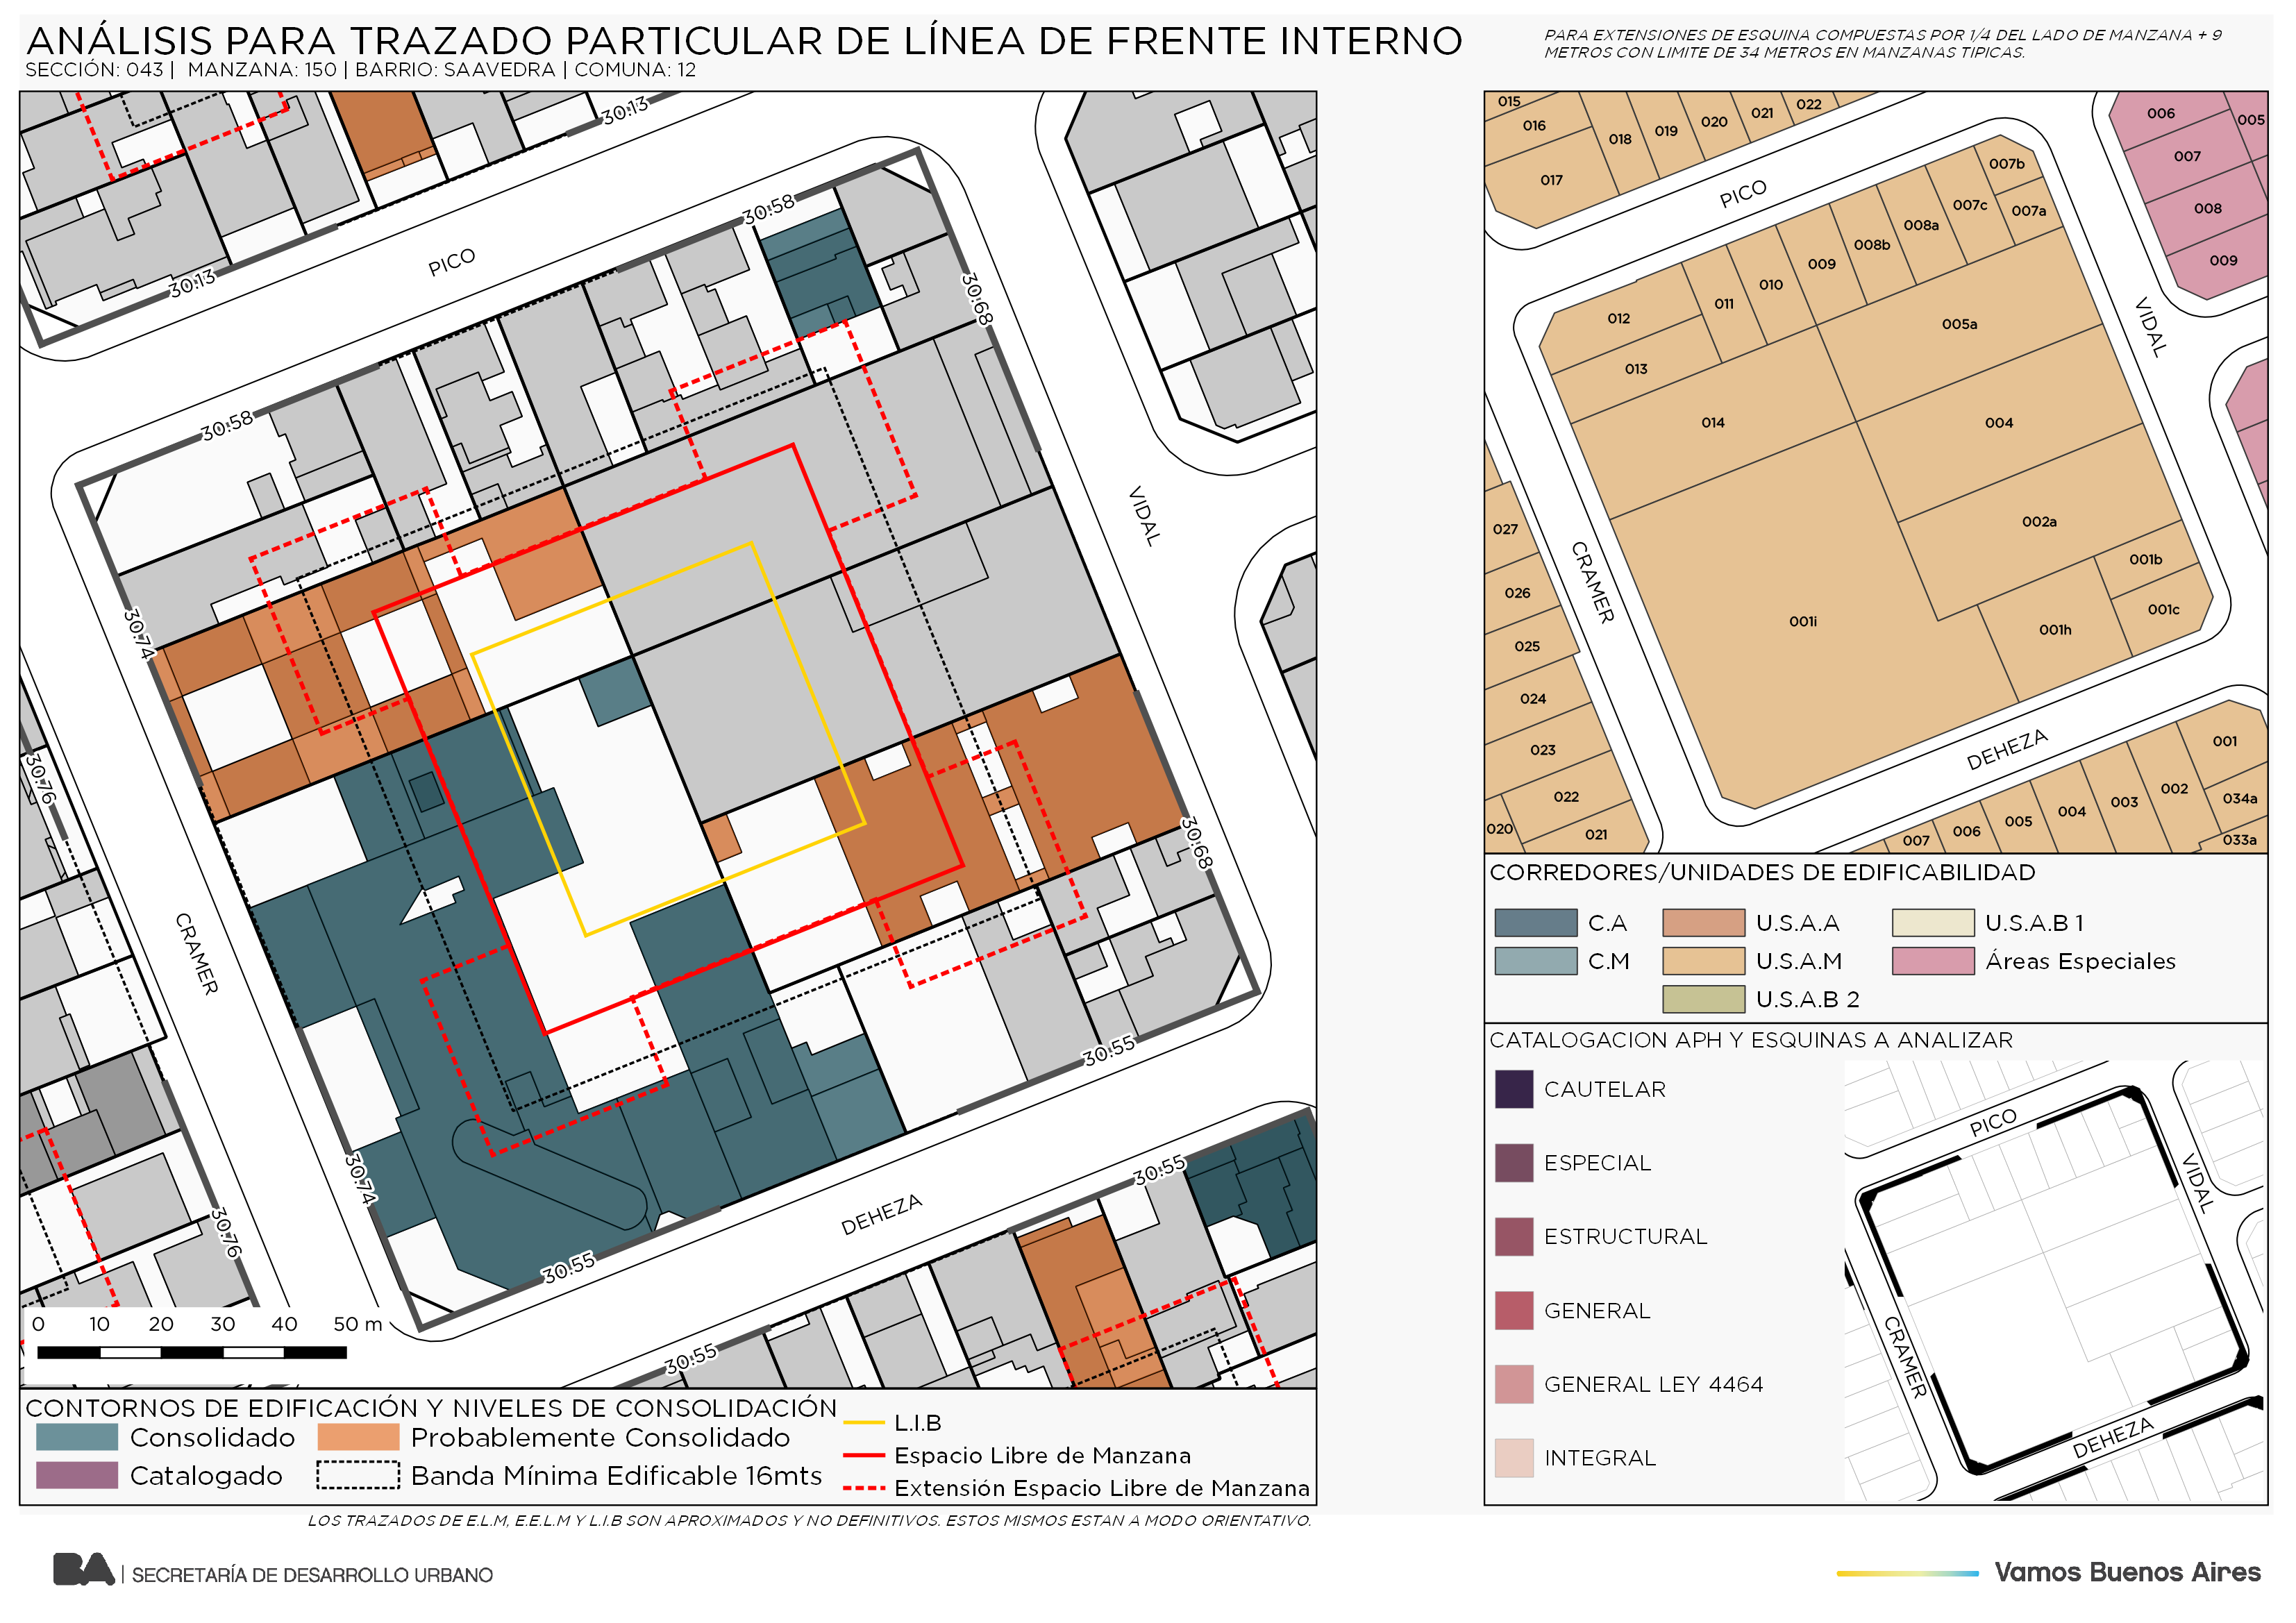 ANÁLISIS PARA TRAZADO PARTICULAR DE LÍNEA DE FRENTE INTERNO
SECCIÓN: 043 | MANZANA: 150 | BARRIO: SAAVEDRA | COMUNA: 12
PARA EXTENSIONES DE ESQUINA COMPUESTAS POR 1/4 DEL LADO DE MANZANA + 9
METROS CON LIMITE DE 34 METROS EN MANZANAS TIPICAS.
30.13
30.13
PICO
30.58
30.58
30.68
VIDAL
30.74
30.76
30.68
CRAMER
30.55
30.74
30.55
30.76
DEHEZA
30.55
30.55
0 10 20 30 40 50 m
CONTORNOS DE EDIFICACIÓN Y NIVELES DE CONSOLIDACIÓN
Consolidado
Probablemente Consolidado
Catalogado
Banda Mínima Edificable 16mts
L.I.B
Espacio Libre de Manzana
Extensión Espacio Libre de Manzana
LOS TRAZADOS DE E.L.M, E.E.L.M Y L.I.B SON APROXIMADOS Y NO DEFINITIVOS. ESTOS MISMOS ESTAN A MODO ORIENTATIVO.
015
016
017
018
019
020
021
022
006
005
007
008
009
PICO
007b
007a
007c
008a
008b
009
010
011
012
013
014
005a
004
002a
001b
001c
001h
001i
VIDAL
CRAMER
DEHEZA
027
026
025
024
023
022
021
020
007
006
005
004
003
002
001
034a
033a
CORREDORES/UNIDADES DE EDIFICABILIDAD
C.A
U.S.A.A
U.S.A.B 1
C.M
U.S.A.M
Áreas Especiales
U.S.A.B 2
CATALOGACION APH Y ESQUINAS A ANALIZAR
CAUTELAR
ESPECIAL
ESTRUCTURAL
GENERAL
GENERAL LEY 4464
INTEGRAL
PICO
VIDAL
CRAMER
DEHEZA
BA | SECRETARÍA DE DESARROLLO URBANO
Vamos Buenos Aires